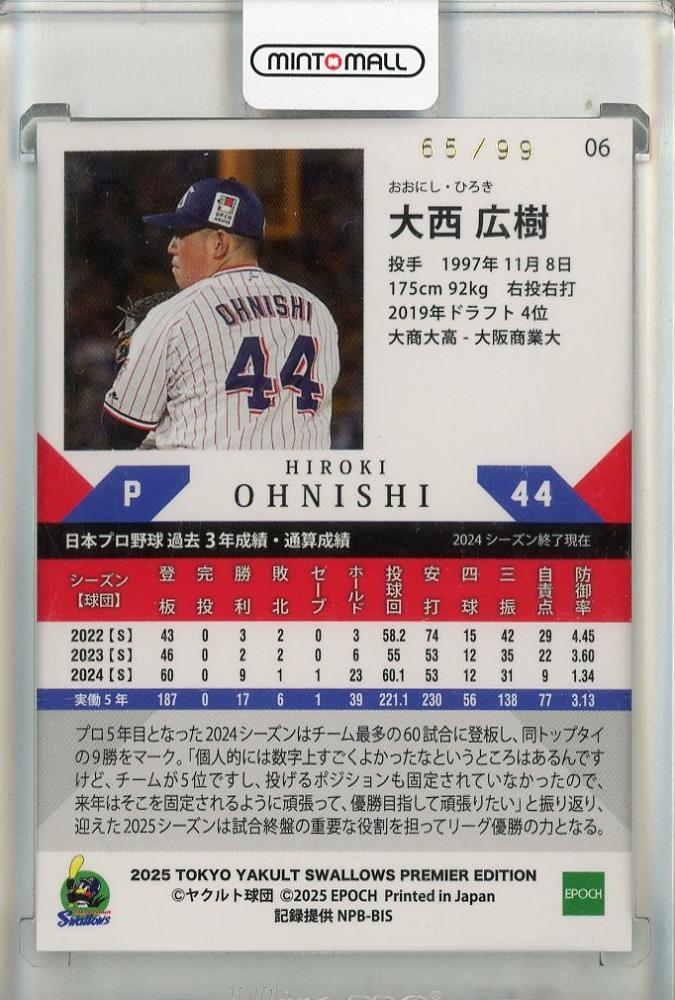 MINTOMALL
65/99
06
おおにし・ひろき
大西 広樹
投手 1997年 11月 8日
175cm 92kg 右投右打
2019年ドラフト 4位
大商大高 - 大阪商業大
OPEN HOUSE
OHNISHI
44
HIROKI
P OHNISHI 44
日本プロ野球 過去 3年成績・通算成績 2024 シーズン終了現在
シーズン【球団】 登板 完投 勝利 敗北 セーブ ホールド 投球回 安打 四球 三振 自責点 防御率
2022【S】 43 0 3 2 0 3 58.2 74 15 42 29 4.45
2023【S】 46 0 2 2 0 6 55 53 12 35 22 3.60
2024【S】 60 0 9 1 1 23 60.1 53 12 31 9 1.34
実働 5 年 187 0 17 6 1 39 221.1 230 56 138 77 3.13
プロ5年目となった2024シーズンはチーム最多の60試合に登板し、同トップタイ
の9勝をマーク。「個人的には数字上すごくよかったなというところはあるんです
けど、チームが5位ですし、投げるポジションも固定されていなかったので、
来年はそこを固定されるように頑張って、優勝目指して頑張りたい」と振り返り、
迎えた2025シーズンは試合終盤の重要な役割を担ってリーグ優勝の力となる。
2025 TOKYO YAKULT SWALLOWS PREMIER EDITION
©ヤクルト球団 ©2025 EPOCH Printed in Japan
記録提供 NPB-BIS
Swallows
EPOCH